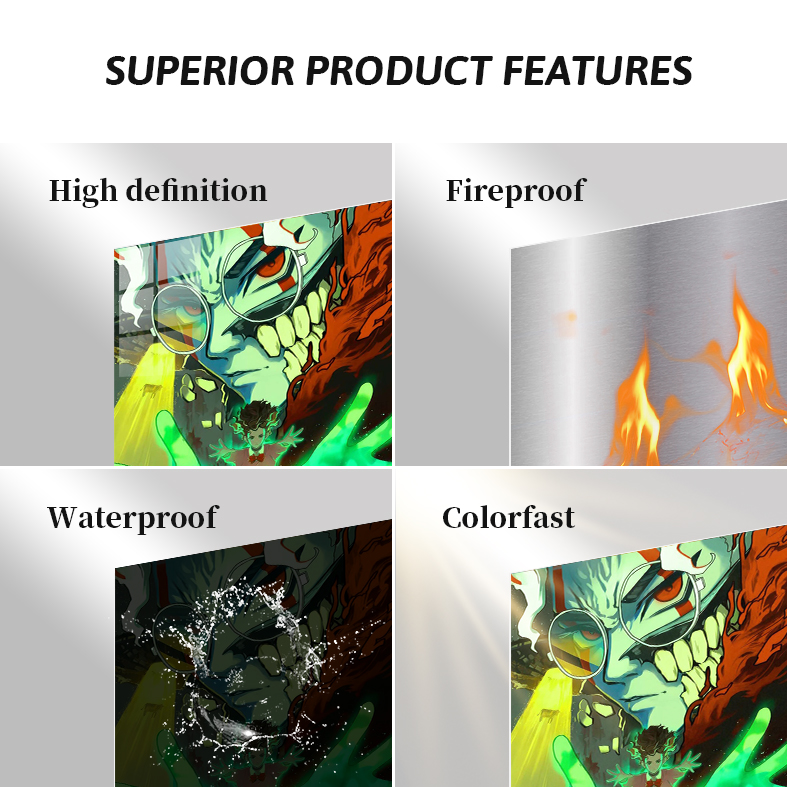 SUPERIOR PRODUCT FEATURES
High definition
Fireproof
Waterproof
Colorfast